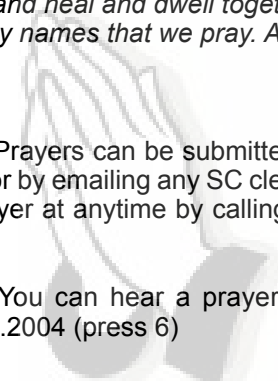 and heal and dwell toget
y names that we pray. A
Prayers can be submitte
or by emailing any SC cle
yer at anytime by calling
You can hear a prayer
.2004 (press 6)